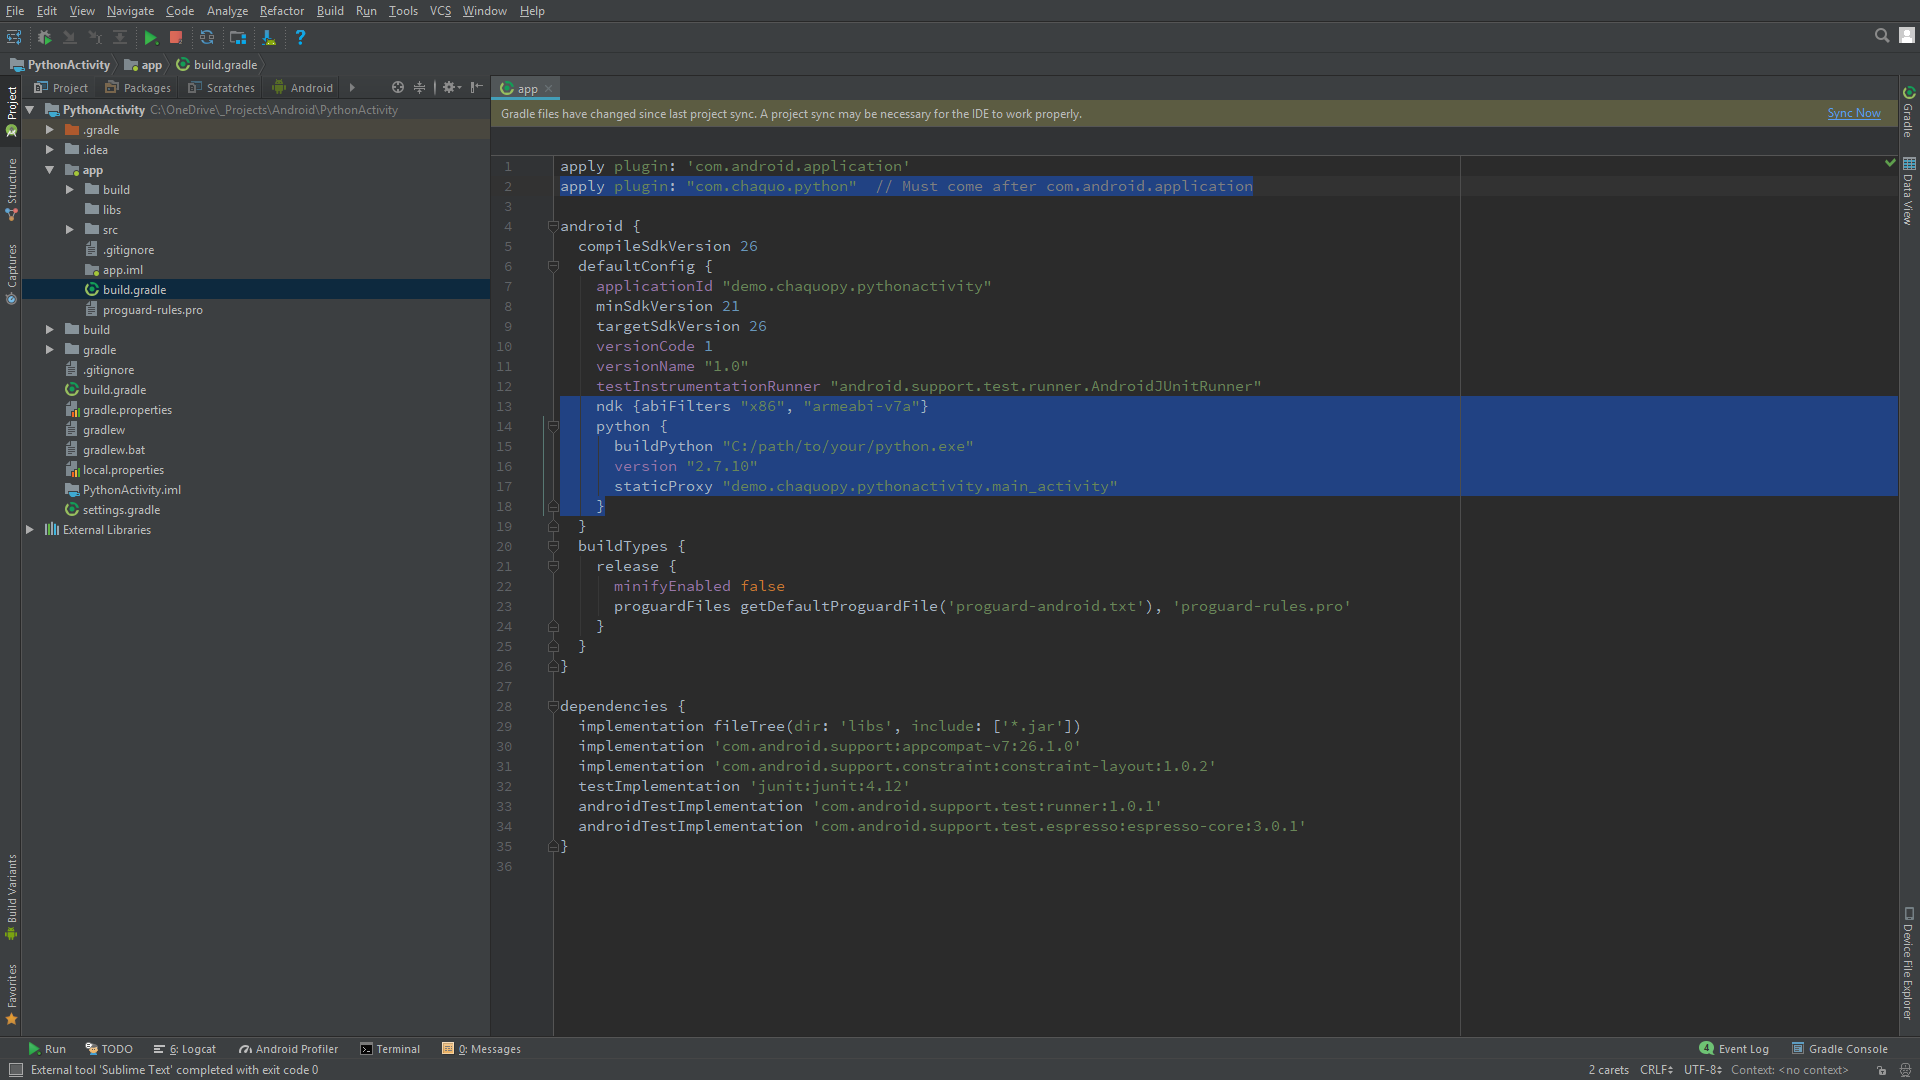 File Edit View Navigate Code Analyze Refactor Build Run Tools VCS Window Help
PythonActivity app build.gradle
Project Packages Scratches Android
app
Gradle files have changed since last project sync. A project sync may be necessary for the IDE to work properly. Sync Now
PythonActivity C:\OneDrive\_Projects\Android\PythonActivity
.gradle
.idea
app
build
libs
src
.gitignore
app.iml
build.gradle
proguard-rules.pro
build
gradle
.gitignore
build.gradle
gradle.properties
gradlew
gradlew.bat
local.properties
PythonActivity.iml
settings.gradle
External Libraries
Project
Structure
Captures
Build Variants
Favorites
1 apply plugin: 'com.android.application'
2 apply plugin: "com.chaquo.python"  // Must come after com.android.application
3
4 android {
5 compileSdkVersion 26
6 defaultConfig {
7 applicationId "demo.chaquopy.pythonactivity"
8 minSdkVersion 21
9 targetSdkVersion 26
10 versionCode 1
11 versionName "1.0"
12 testInstrumentationRunner "android.support.test.runner.AndroidJUnitRunner"
13 ndk {abiFilters "x86", "armeabi-v7a"}
14 python {
15 buildPython "C:/path/to/your/python.exe"
16 version "2.7.10"
17 staticProxy "demo.chaquopy.pythonactivity.main_activity"
18 }
19 }
20 buildTypes {
21 release {
22 minifyEnabled false
23 proguardFiles getDefaultProguardFile('proguard-android.txt'), 'proguard-rules.pro'
24 }
25 }
26 }
27
28 dependencies {
29 implementation fileTree(dir: 'libs', include: ['*.jar'])
30 implementation 'com.android.support:appcompat-v7:26.1.0'
31 implementation 'com.android.support.constraint:constraint-layout:1.0.2'
32 testImplementation 'junit:junit:4.12'
33 androidTestImplementation 'com.android.support.test:runner:1.0.1'
34 androidTestImplementation 'com.android.support.test.espresso:espresso-core:3.0.1'
35 }
36
Gradle
Data View
Device File Explorer
Run TODO 6: Logcat Android Profiler Terminal 0: Messages 4 Event Log Gradle Console
External tool 'Sublime Text' completed with exit code 0 2 carets CRLF UTF-8 Context: <no context>